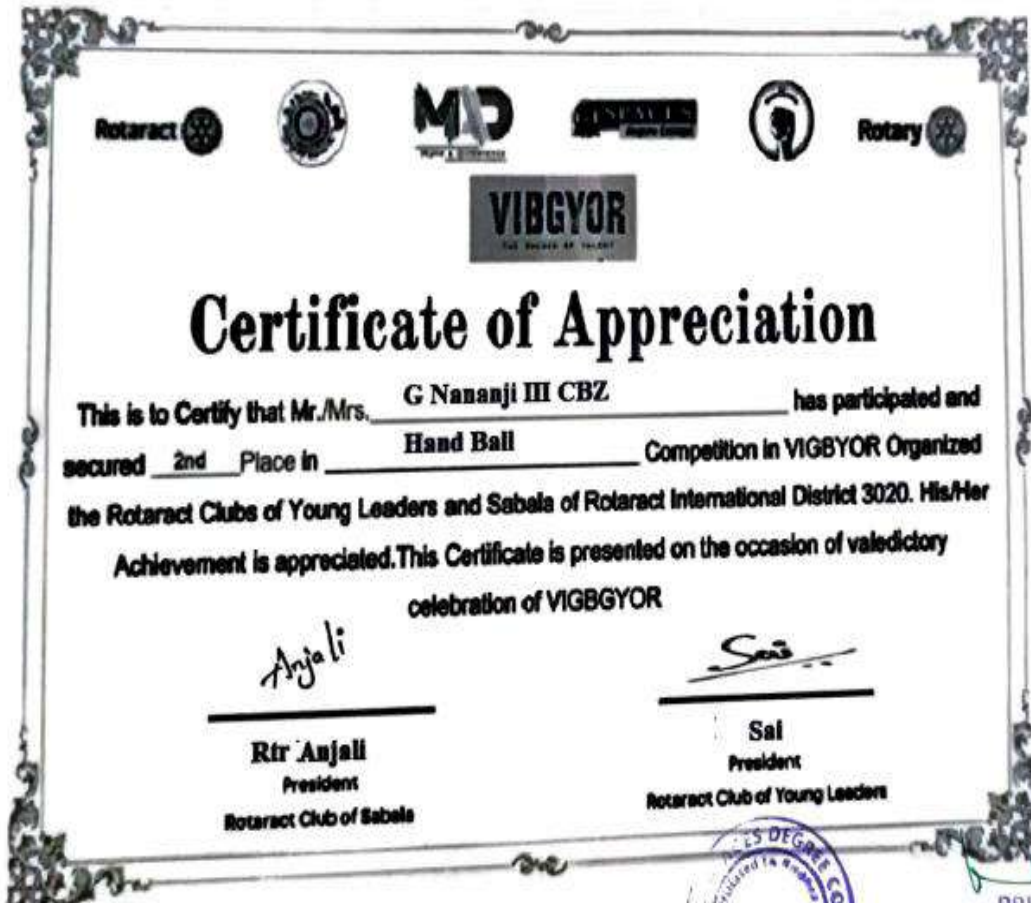 Rotaract
MAD
Rotary
VIBGYOR
Certificate of Appreciation
This is to Certify that Mr./Mrs. G Nananji III CBZ has participated and
secured 2nd Place in Hand Ball Competition in VIGBYOR Organized
the Rotaract Clubs of Young Leaders and Sabala of Rotaract International District 3020. His/Her
Achievement is appreciated.This Certificate is presented on the occasion of valedictory
celebration of VIGBGYOR
Anjali
Sai
Rtr Anjali
Sai
President
President
Rotaract Club of Sabala
Rotaract Club of Young Leaders
DEGREE